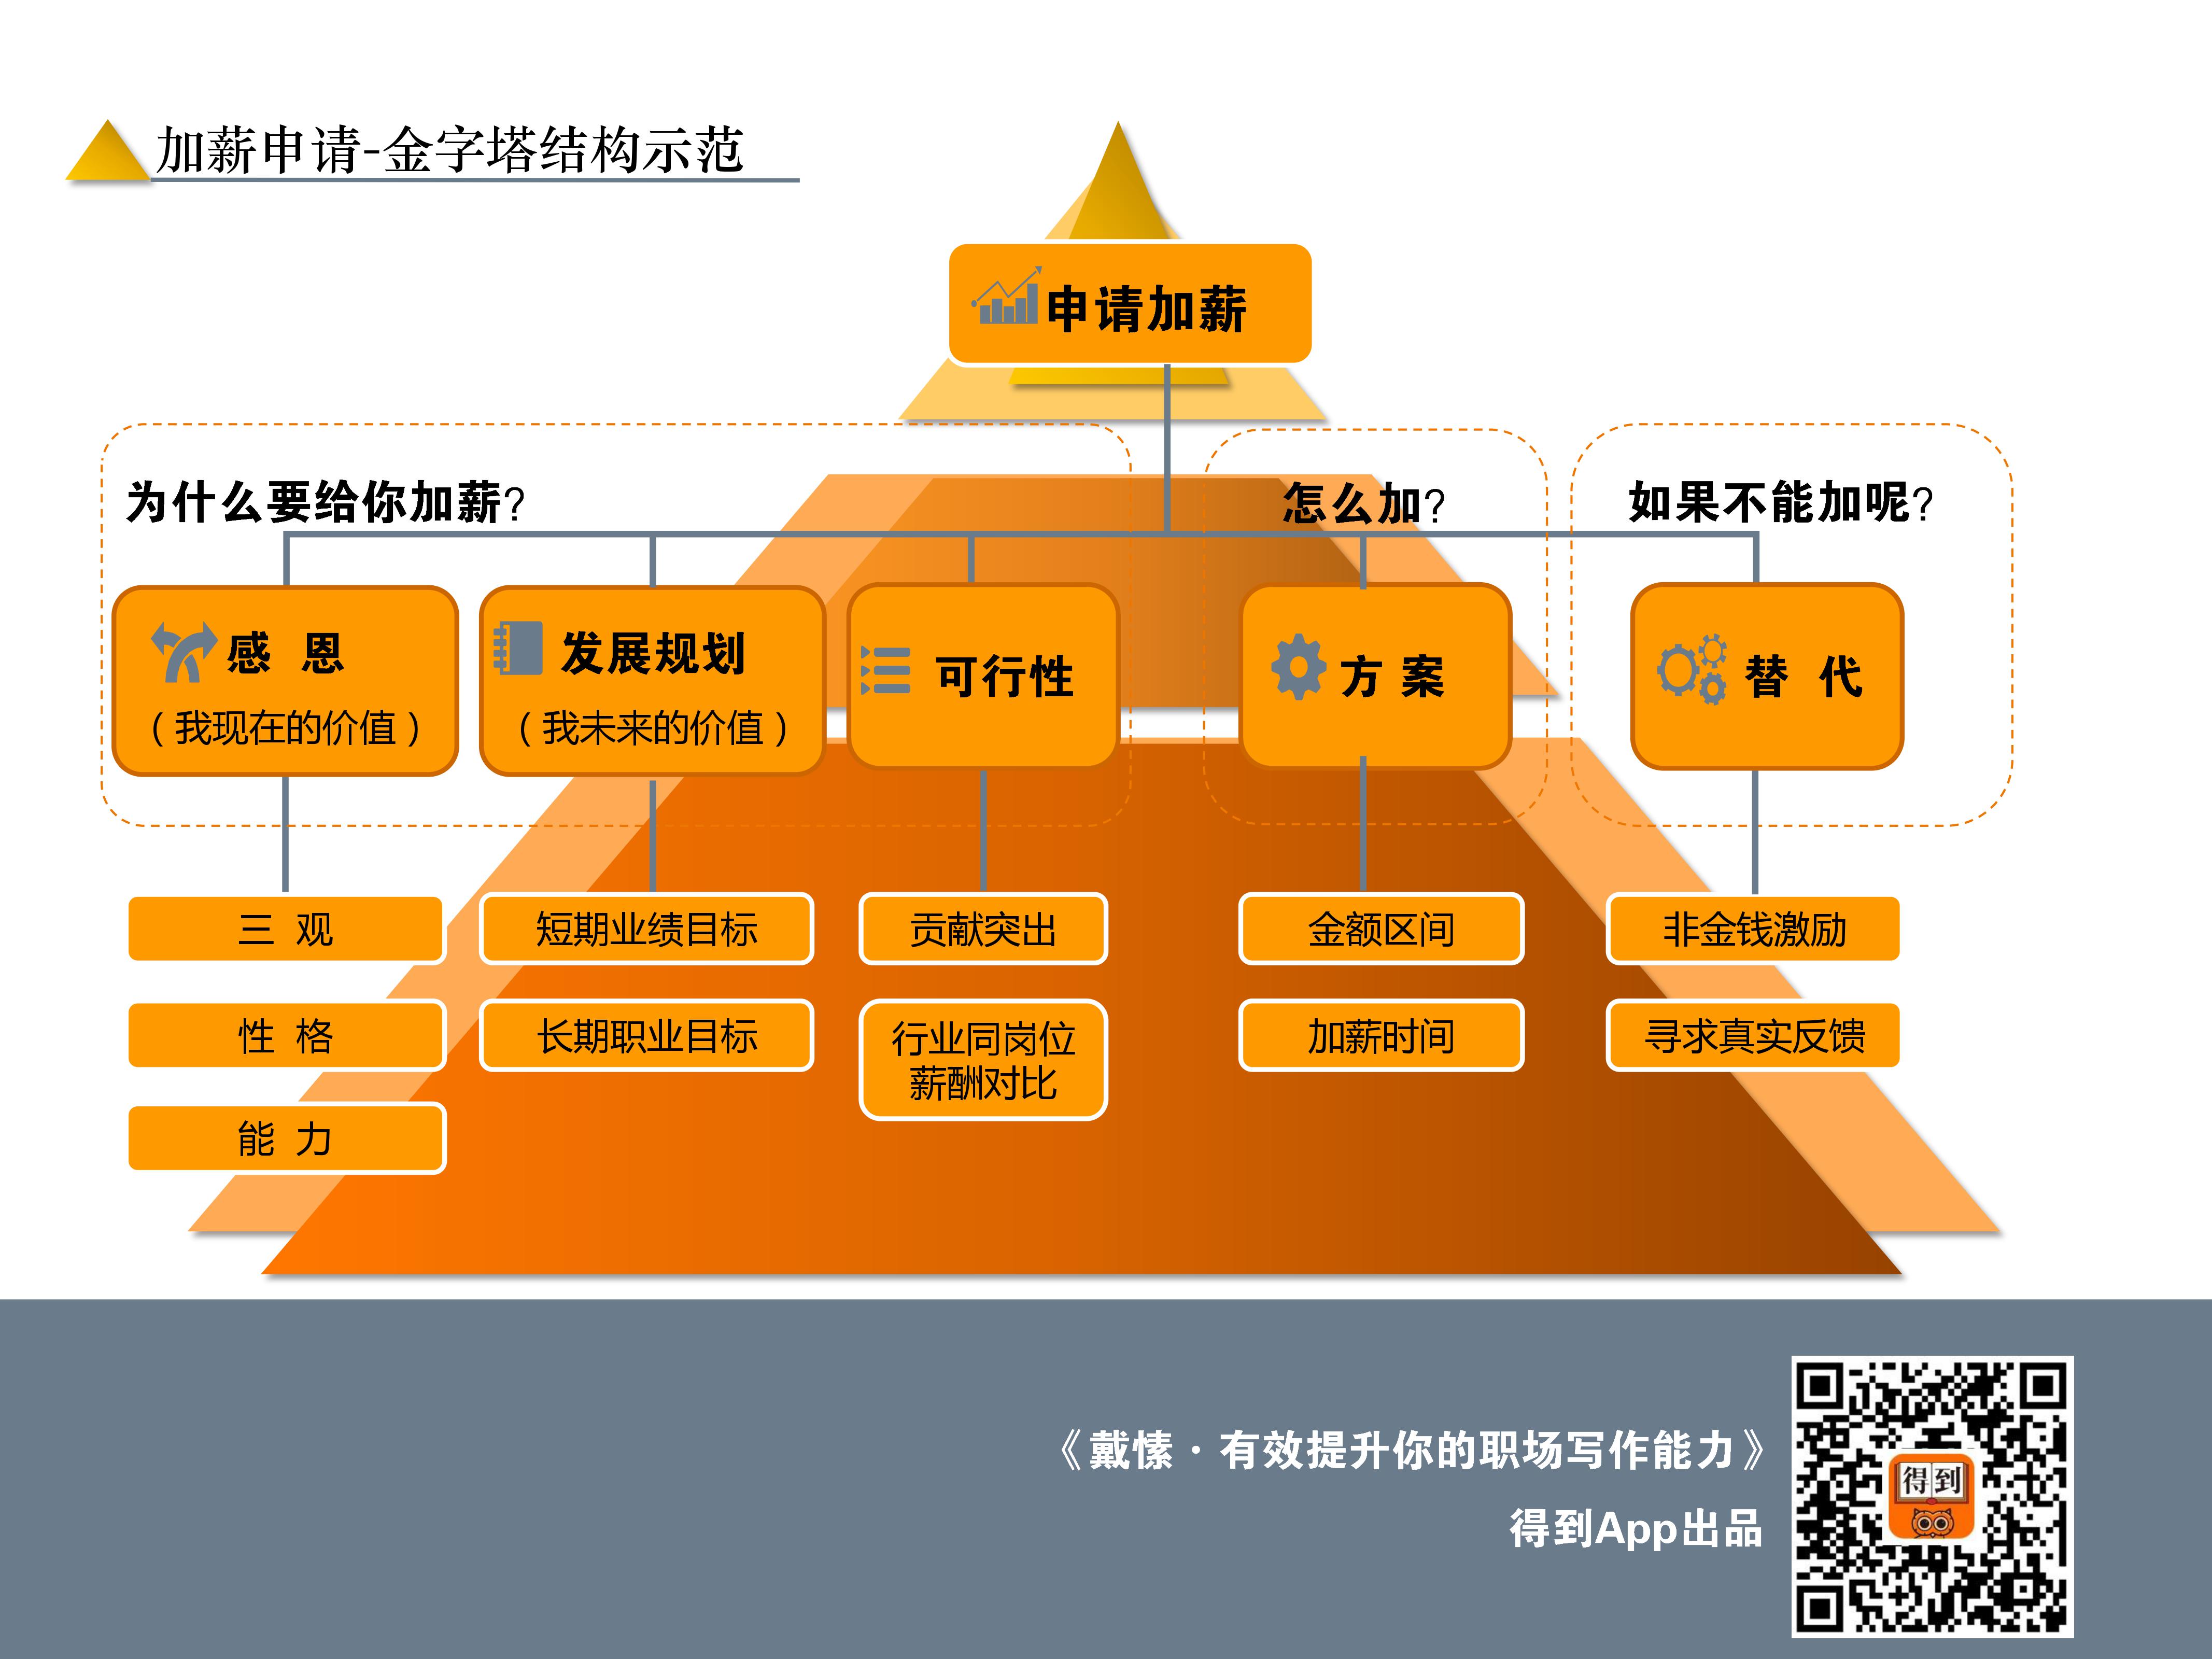 加薪申请-金字塔结构示范
申请加薪
为什么要给你加薪?
怎么加?
如果不能加呢?
感 恩
（我现在的价值）
发展规划
（我未来的价值）
可行性
方 案
替 代
三 观
短期业绩目标
贡献突出
金额区间
非金钱激励
性 格
长期职业目标
行业同岗位
薪酬对比
加薪时间
寻求真实反馈
能 力
《戴愫·有效提升你的职场写作能力》
得到App出品
得到